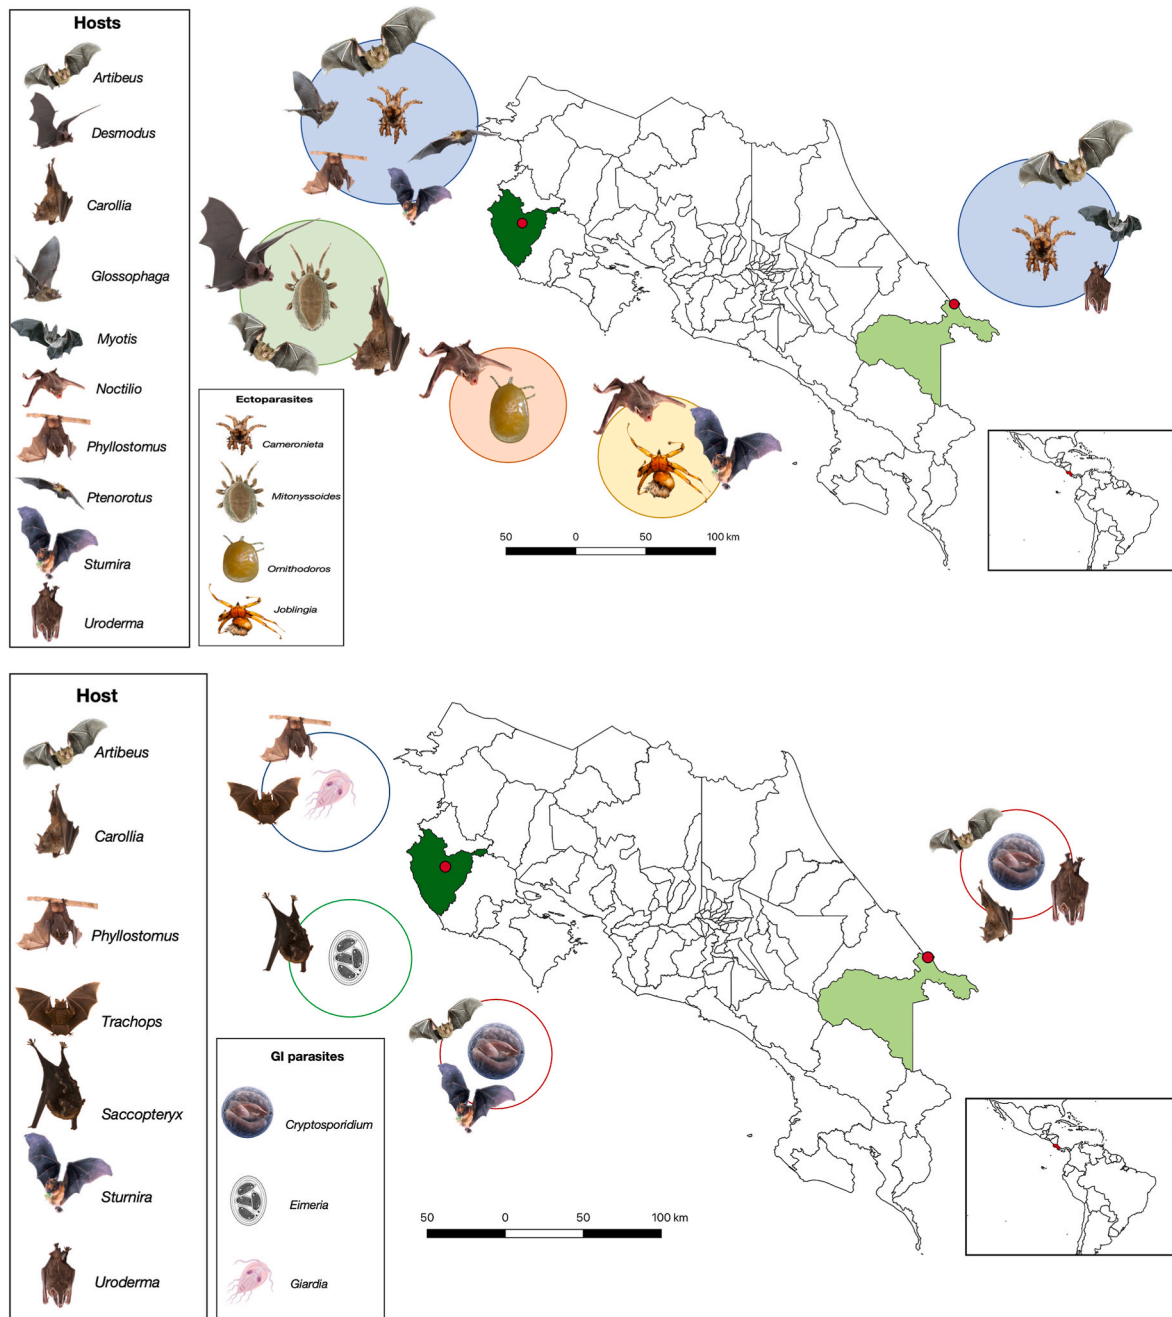 Hosts
Artibeus
Desmodus
Carollia
Glossophaga
Myotis
Noctilio
Phyllostomus
Ptenorotus
Sturnira
Uroderma
Ectoparasites
Cameronieta
Mitonyssoides
Ornithodoros
Joblingia
50 0 50 100 km
Host
Artibeus
Carollia
Phyllostomus
Trachops
Saccopteryx
Sturnira
Uroderma
GI parasites
Cryptosporidium
Eimeria
Giardia
50 0 50 100 km